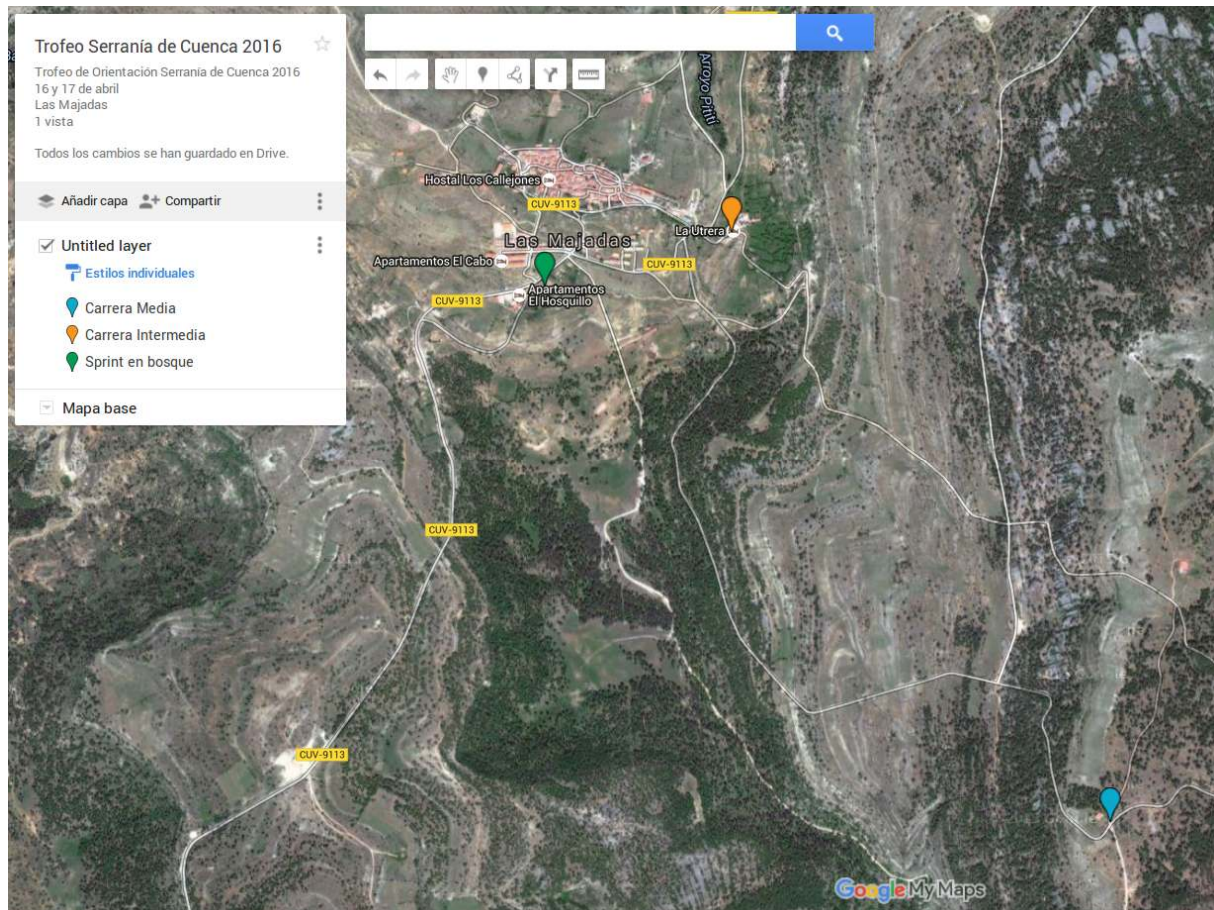 Trofeo Serranía de Cuenca 2016
Trofeo de Orientación Serranía de Cuenca 2016
16 y 17 de abril
Las Majadas
1 vista
Todos los cambios se han guardado en Drive.
Añadir capa Compartir
Untitled layer
Estilos individuales
Carrera Media
Carrera Intermedia
Sprint en bosque
Mapa base
CUV-9113
Arroyo Pitití
Hostal Los Callejones
CUV-9113
La Utrera
Las Majadas
Apartamentos El Cabo
CUV-9113
Apartamentos
El Hosquillo
CUV-9113
CUV-9113
CUV-9113
Google My Maps